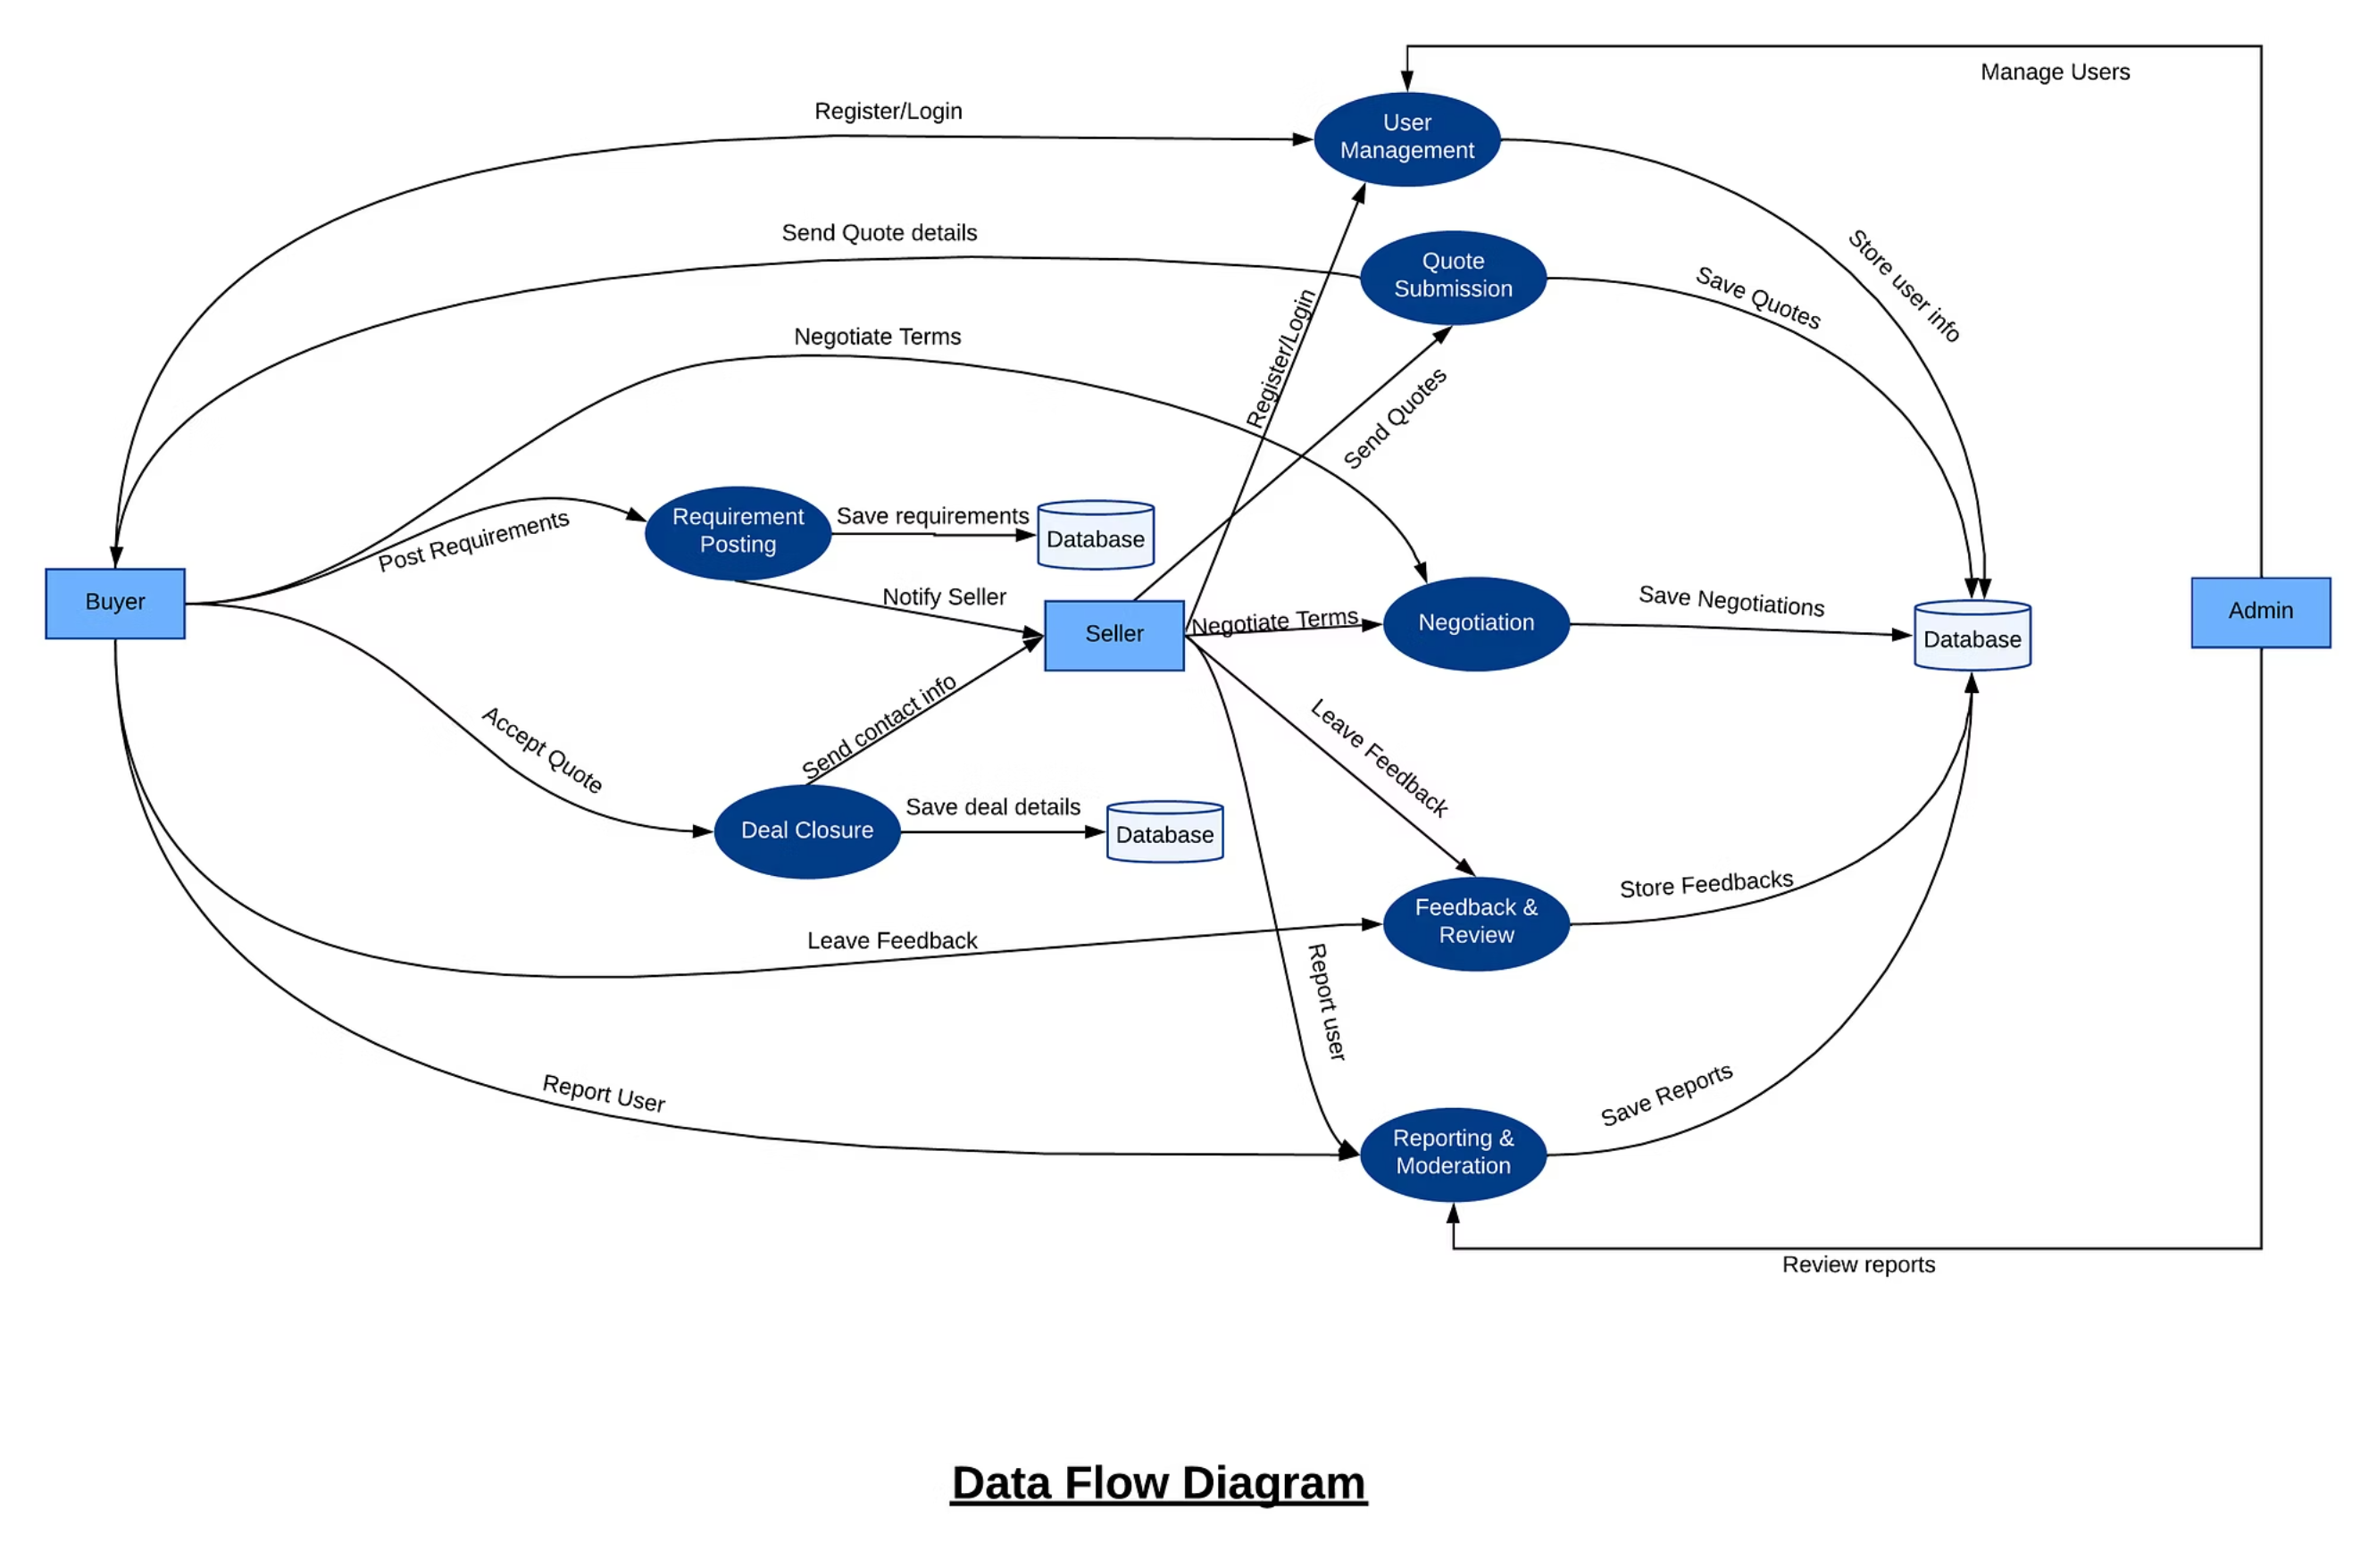 Manage Users
Register/Login
User
Management
Send Quote details
Quote
Submission
Store user info
Save Quotes
Negotiate Terms
Register/Login
Send Quotes
Requirement
Posting
Save requirements
Database
Post Requirements
Buyer
Notify Seller
Seller
Negotiate Terms
Negotiation
Save Negotiations
Database
Admin
Send contact info
Accept Quote
Leave Feedback
Deal Closure
Save deal details
Database
Feedback &
Review
Store Feedbacks
Leave Feedback
Report user
Report User
Save Reports
Reporting &
Moderation
Review reports
Data Flow Diagram